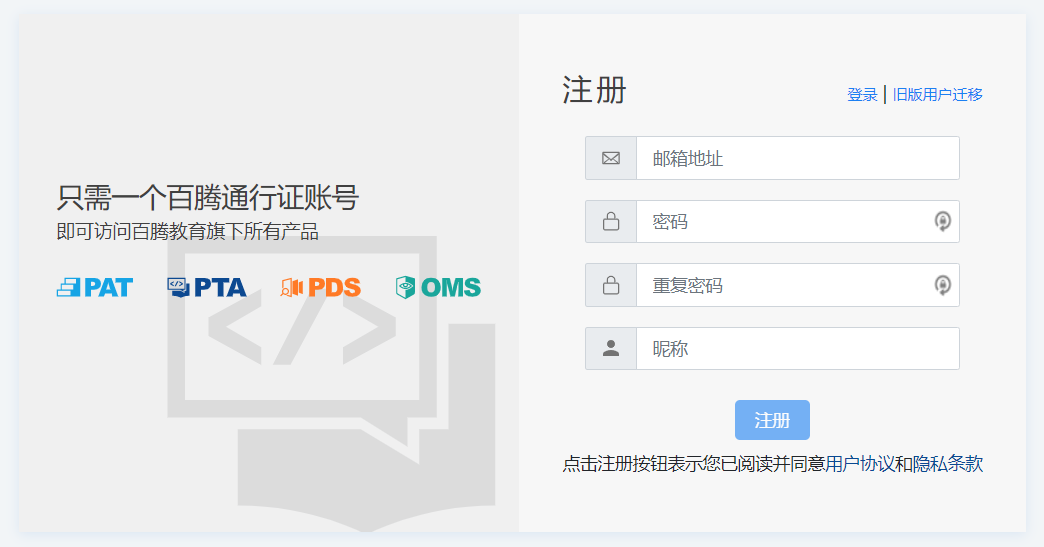 只需一个百腾通行证账号
即可访问百腾教育旗下所有产品
PAT PTA PDS OMS
</>
注册
登录 | 旧版用户迁移
邮箱地址
密码
重复密码
昵称
注册
点击注册按钮表示您已阅读并同意用户协议和隐私条款